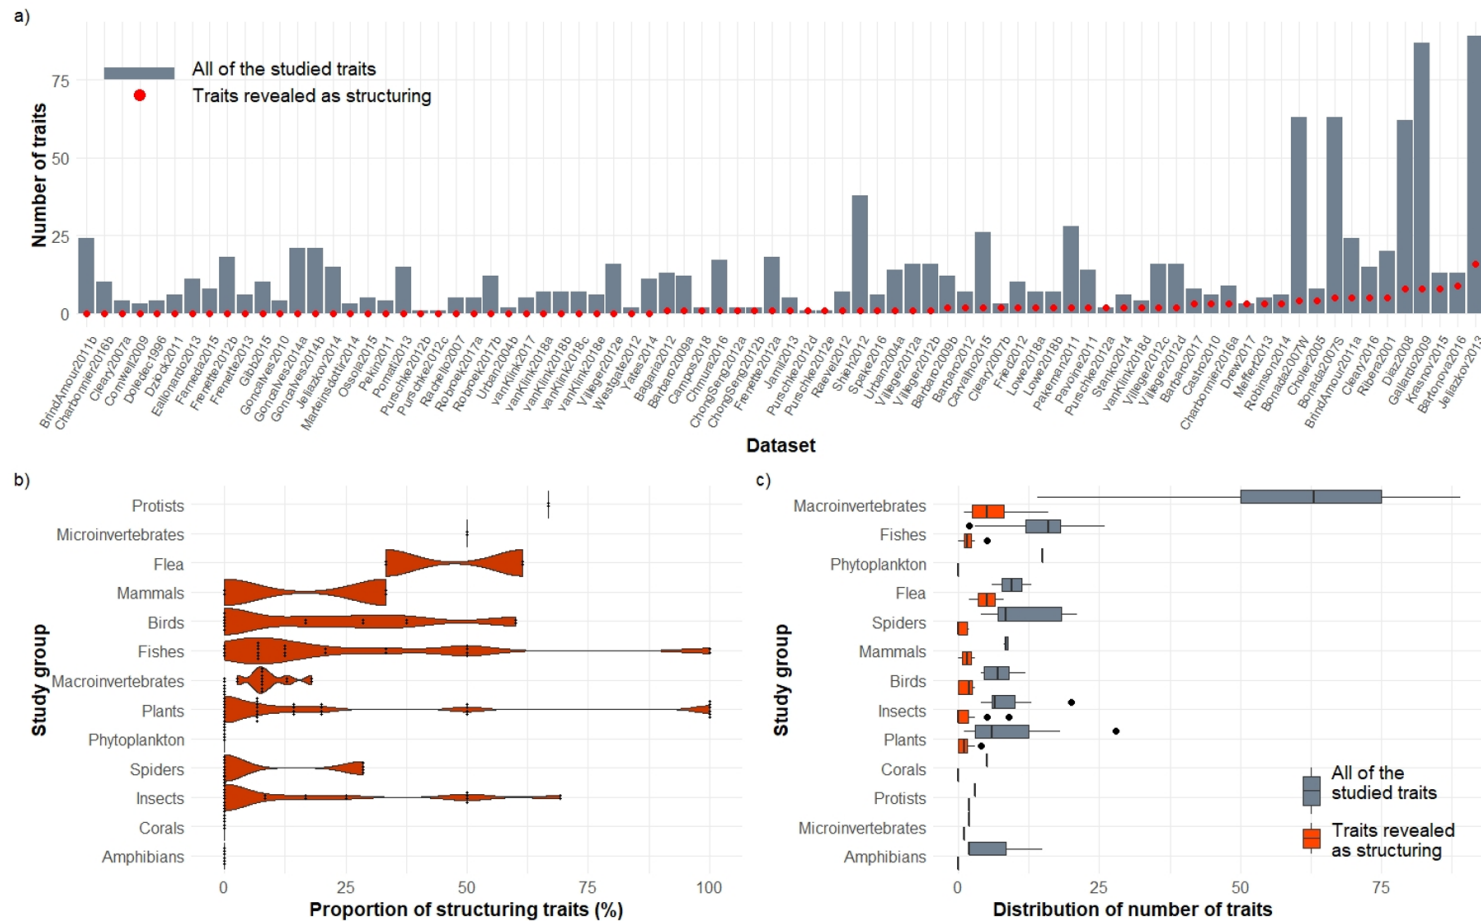 a)
Number of traits
75
50
25
0
All of the studied traits
Traits revealed as structuring
BrindAmour2011b
Charbonnier2016b
Cleary2007a
CornWell2009
Doledec1996
Dziock2011
Eallonardo2013
Farneda2015
Frenette2012b
Frenette2013
Gibb2015
Goncalves2010
Goncalves2014a
Goncalves2014b
Jeliazkov2014
Marteinsdottir2014
Ossola2015
Pekin2011
Pomati2013
Purschke2012b
Purschke2012c
Rachello2007
Robroek2017a
Robroek2017b
Urban2004b
vanKlink2017
vanKlink2018a
vanKlink2018b
vanKlink2018c
vanKlink2018e
Villeger2012e
Westgate2012
Yates2014
Bagaria2012
Barbaro2009a
Campos2018
Carmura2016
ChongSeng2012a
ChongSeng2012b
Frenette2012a
Jamil2013
Purschke2012d
Purschke2012e
Raevel2012
Shieh2012
Spake2016
Urban2004a
Villeger2012a
Villeger2012b
Barbaro2009b
Barbaro2012
Carvalho2015
Cleary2007b
Fried2012
Lowe2018a
Lowe2018b
Pakeman2011
Pavoine2011
Purschke2012a
Stanko2014
vanKlink2018d
Villeger2012c
Villeger2012d
Barbaro2017
Castro2010
Charbonnier2016a
Drew2017
Meffert2013
Robinson2014
Bonada2007W
Choler2005
Bonada2007S
BrindAmour2011a
Cleary2016
Ribera2001
Diaz2008
Gallardo2009
Krasnov2015
Bartonova2016
Jeliazkov2013
Dataset
b)
Study group
Protists
Microinvertebrates
Flea
Mammals
Birds
Fishes
Macroinvertebrates
Plants
Phytoplankton
Spiders
Insects
Corals
Amphibians
0
25
50
75
100
Proportion of structuring traits (%)
c)
Study group
Macroinvertebrates
Fishes
Phytoplankton
Flea
Spiders
Mammals
Birds
Insects
Plants
Corals
Protists
Microinvertebrates
Amphibians
All of the
studied traits
Traits revealed
as structuring
0
25
50
75
Distribution of number of traits